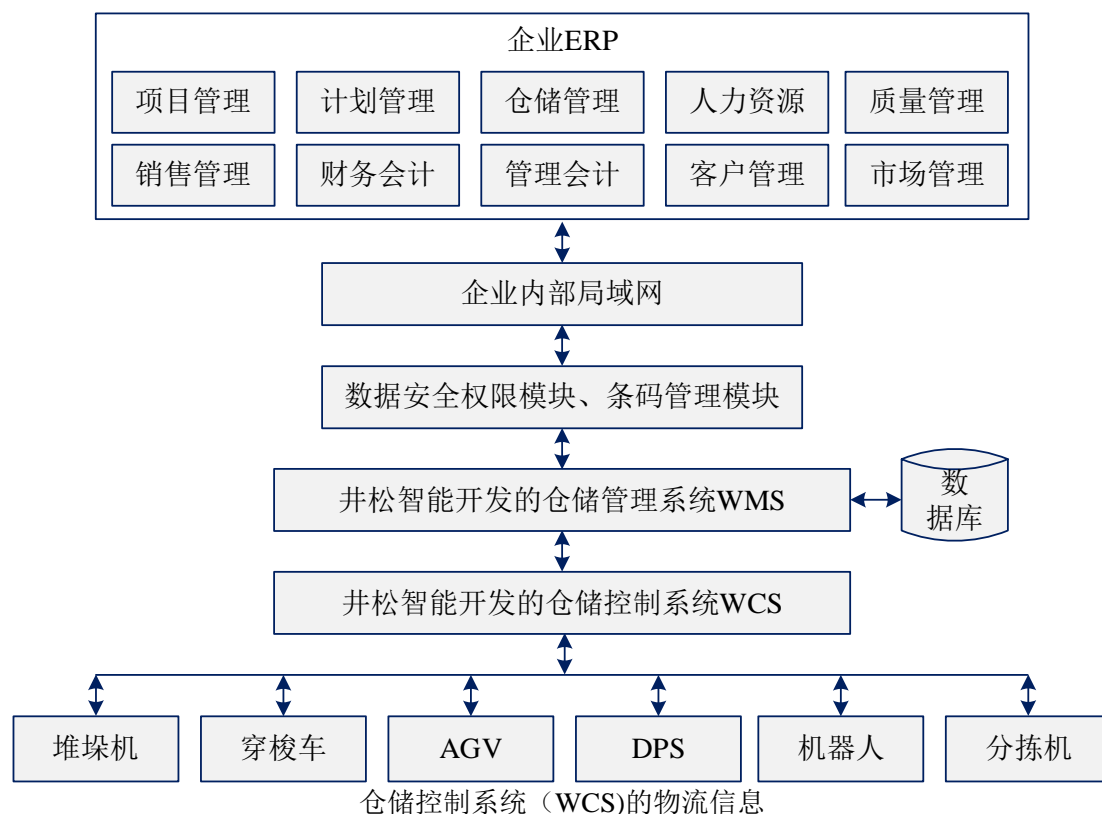 企业ERP
项目管理 计划管理 仓储管理 人力资源 质量管理
销售管理 财务会计 管理会计 客户管理 市场管理
企业内部局域网
数据安全权限模块、条码管理模块
井松智能开发的仓储管理系统WMS
数
据库
井松智能开发的仓储控制系统WCS
堆垛机 穿梭车 AGV DPS 机器人 分拣机
仓储控制系统（WCS)的物流信息